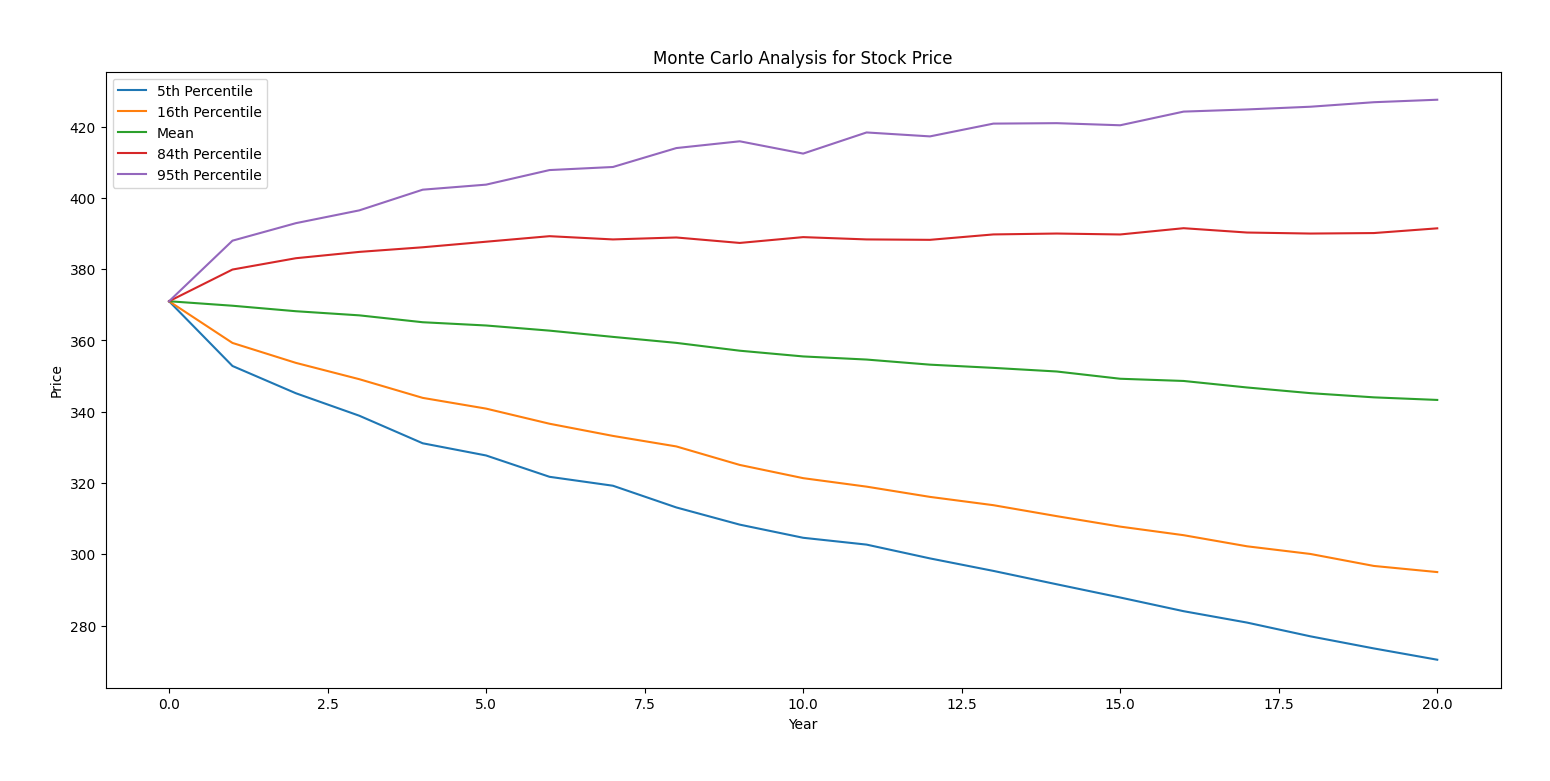 Monte Carlo Analysis for Stock Price
5th Percentile
16th Percentile
Mean
84th Percentile
95th Percentile
420
400
380
360
340
320
300
280
Price
0.0 2.5 5.0 7.5 10.0 12.5 15.0 17.5 20.0
Year